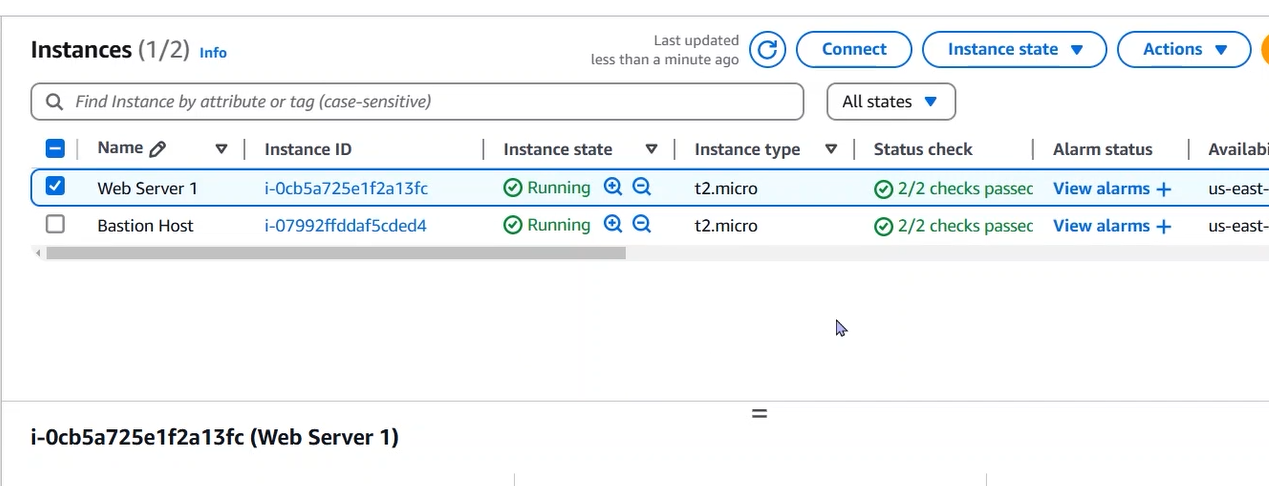 Instances (1/2) Info
Last updated
less than a minute ago
Connect
Instance state
Actions
Find Instance by attribute or tag (case-sensitive)
All states
Name Instance ID Instance state Instance type Status check Alarm status Availabi
Web Server 1 i-0cb5a725e1f2a13fc Running t2.micro 2/2 checks passed View alarms + us-east-
Bastion Host i-07992ffddaf5cded4 Running t2.micro 2/2 checks passed View alarms + us-east-
i-0cb5a725e1f2a13fc (Web Server 1)